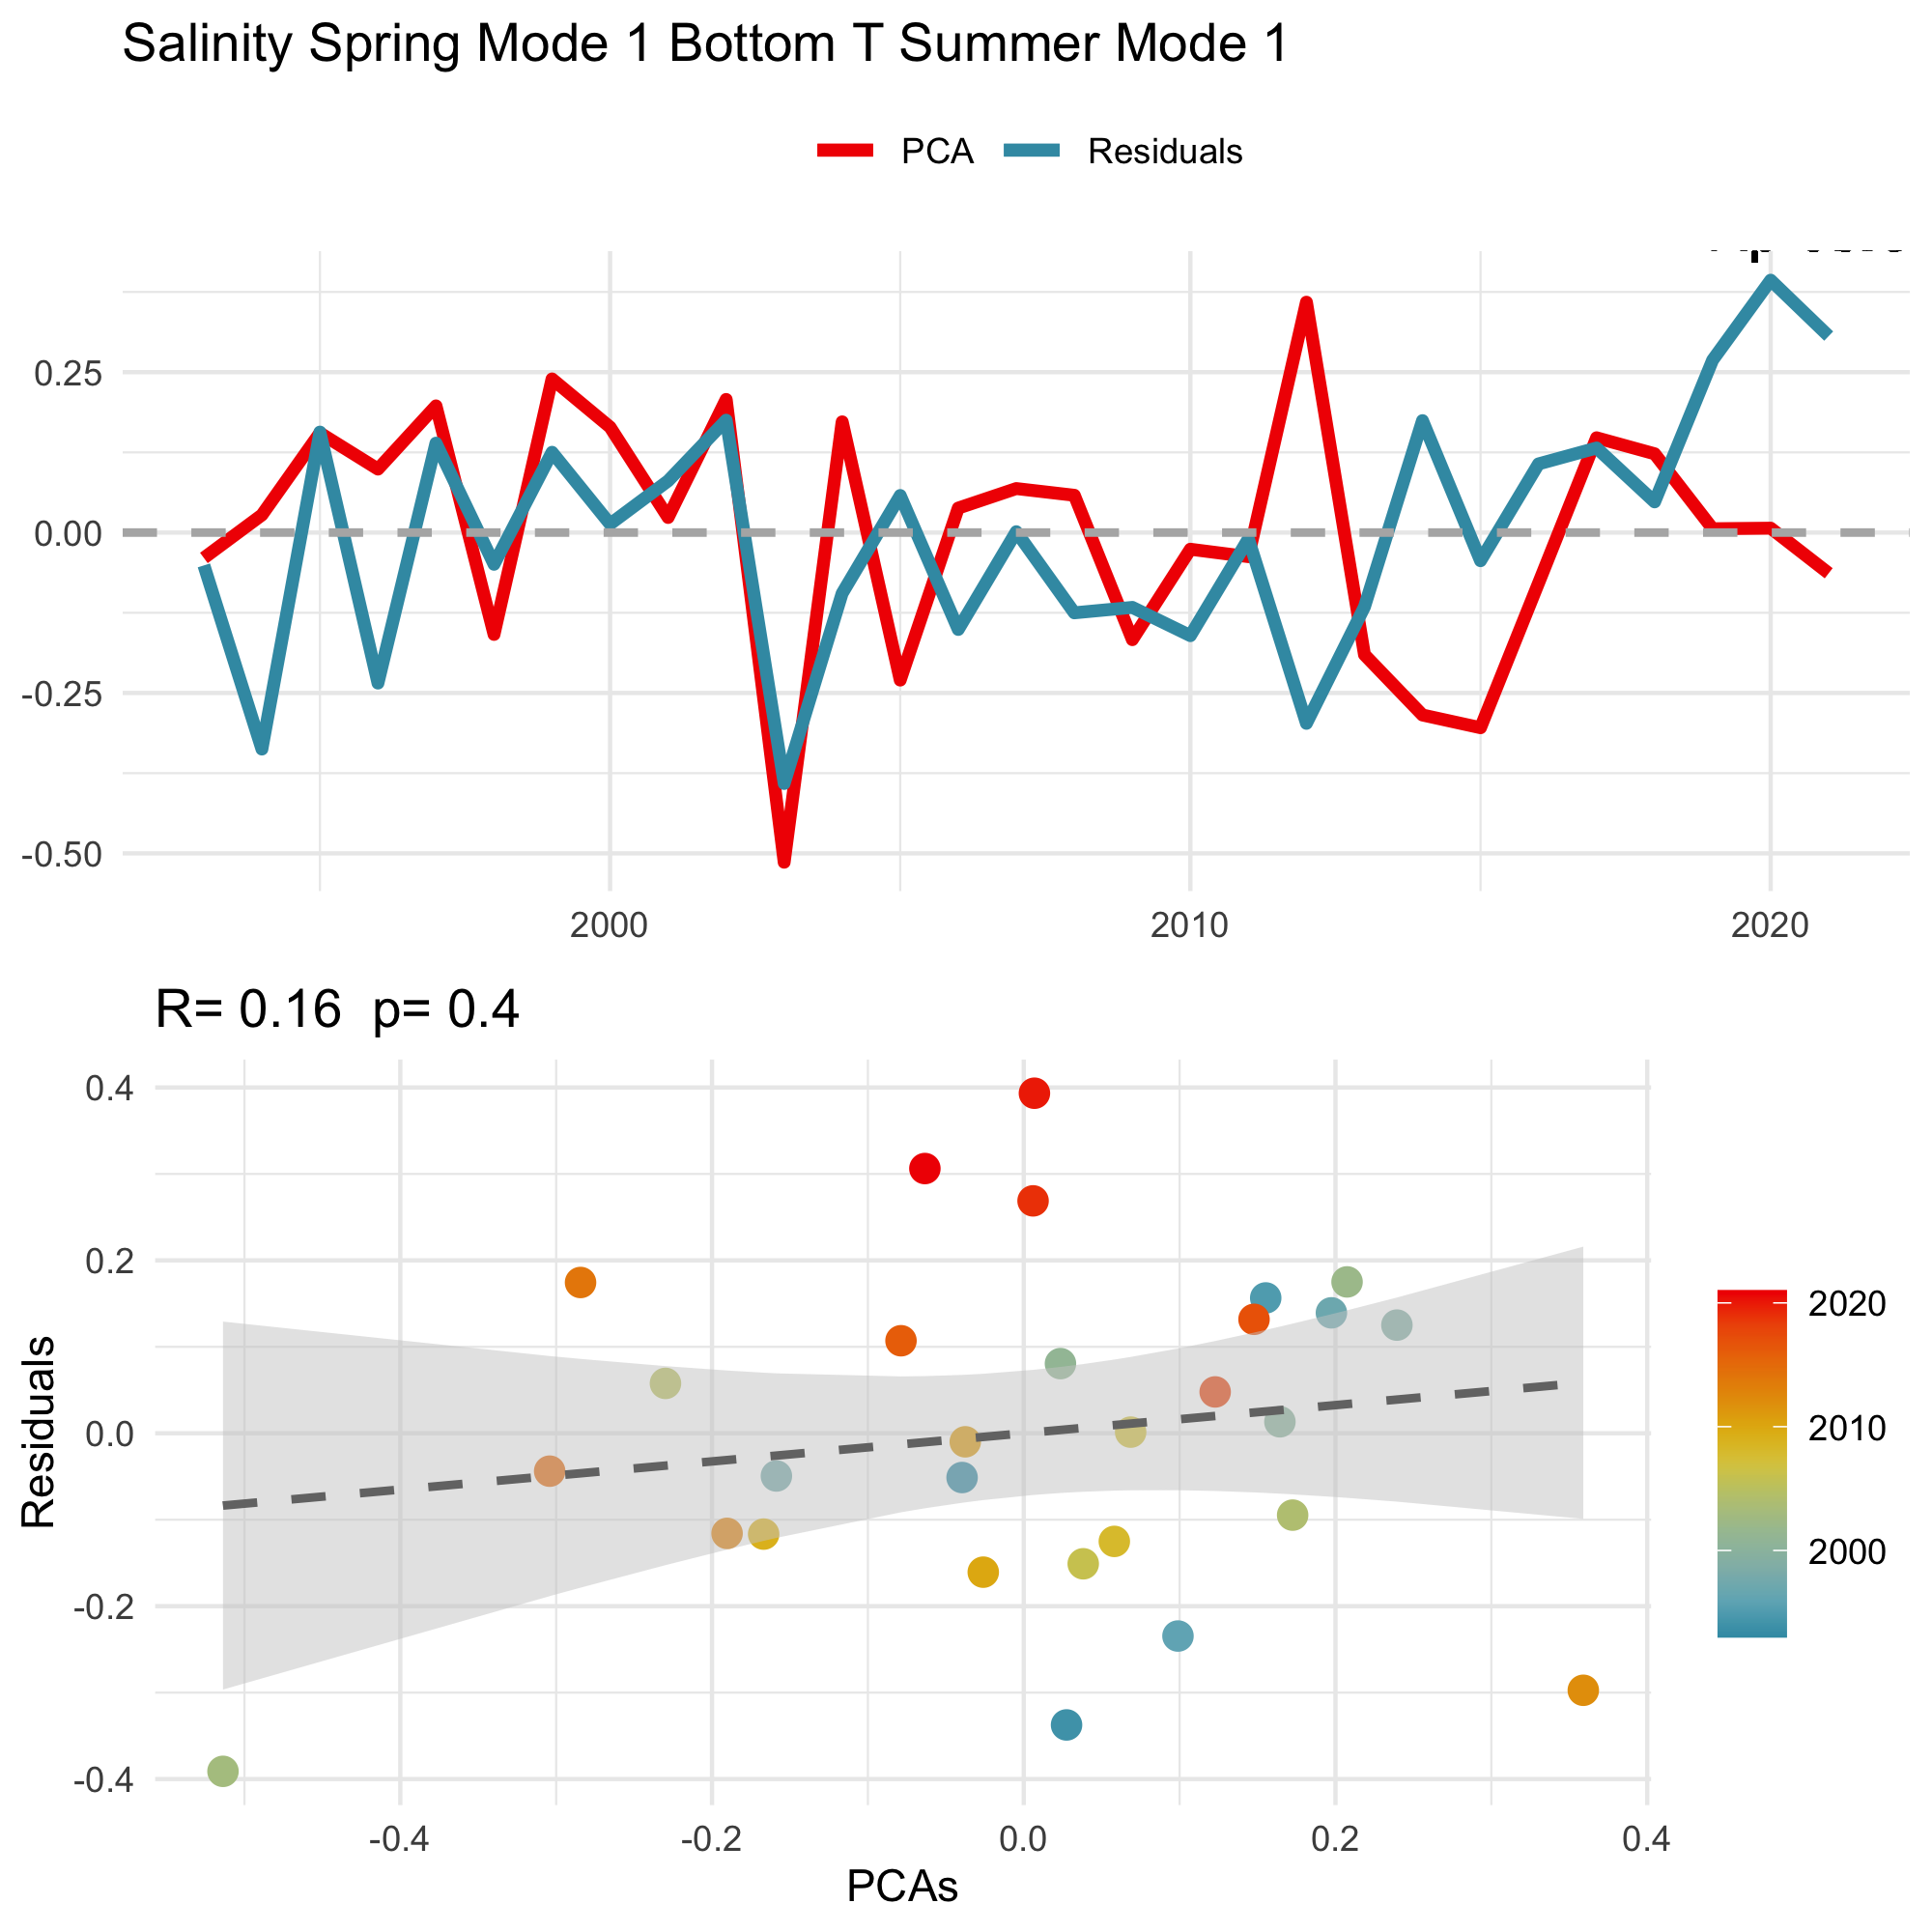 Salinity Spring Mode 1 Bottom T Summer Mode 1
PCA Residuals
0.25
0.00
-0.25
-0.50
2000 2010 2020
R= 0.16 p= 0.4
0.4
0.2
0.0
-0.2
-0.4
Residuals
-0.4 -0.2 0.0 0.2 0.4
PCAs
2020
2010
2000